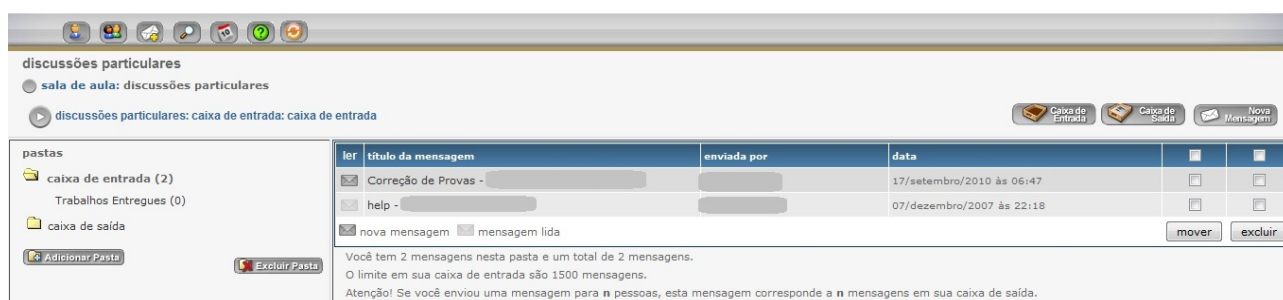 10
?
discussões particulares
sala de aula: discussões particulares
discussões particulares: caixa de entrada: caixa de entrada
Caixa de Entrada
Caixa de Saída
Nova Mensagem
pastas
caixa de entrada (2)
Trabalhos Entregues (0)
caixa de saída
Adicionar Pasta
Excluir Pasta
ler título da mensagem enviada por data
Correção de Provas - 17/setembro/2010 às 06:47
help - 07/dezembro/2007 às 22:18
nova mensagem mensagem lida
mover excluir
Você tem 2 mensagens nesta pasta e um total de 2 mensagens.
O limite em sua caixa de entrada são 1500 mensagens.
Atenção! Se você enviou uma mensagem para n pessoas, esta mensagem corresponde a n mensagens em sua caixa de saída.